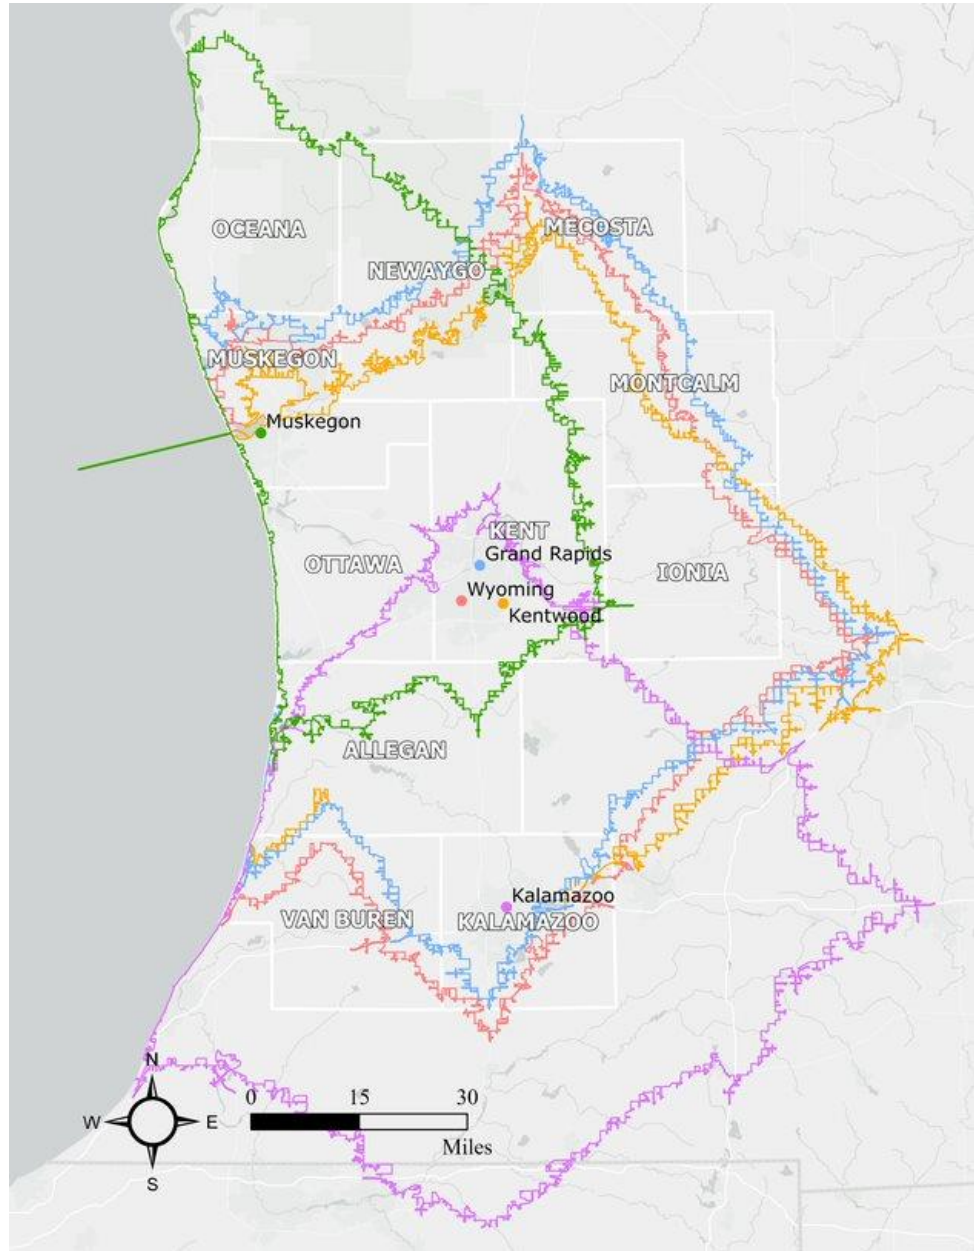 OCEANA
MECOSTA
NEWAYGO
MUSKEGON
MONTCALM
Muskegon
KENT
Grand Rapids
OTTAWA
IONIA
Wyoming
Kentwood
ALLEGAN
Kalamazoo
VAN BUREN
KALAMAZOO
N
W E
S
0 15 30
Miles